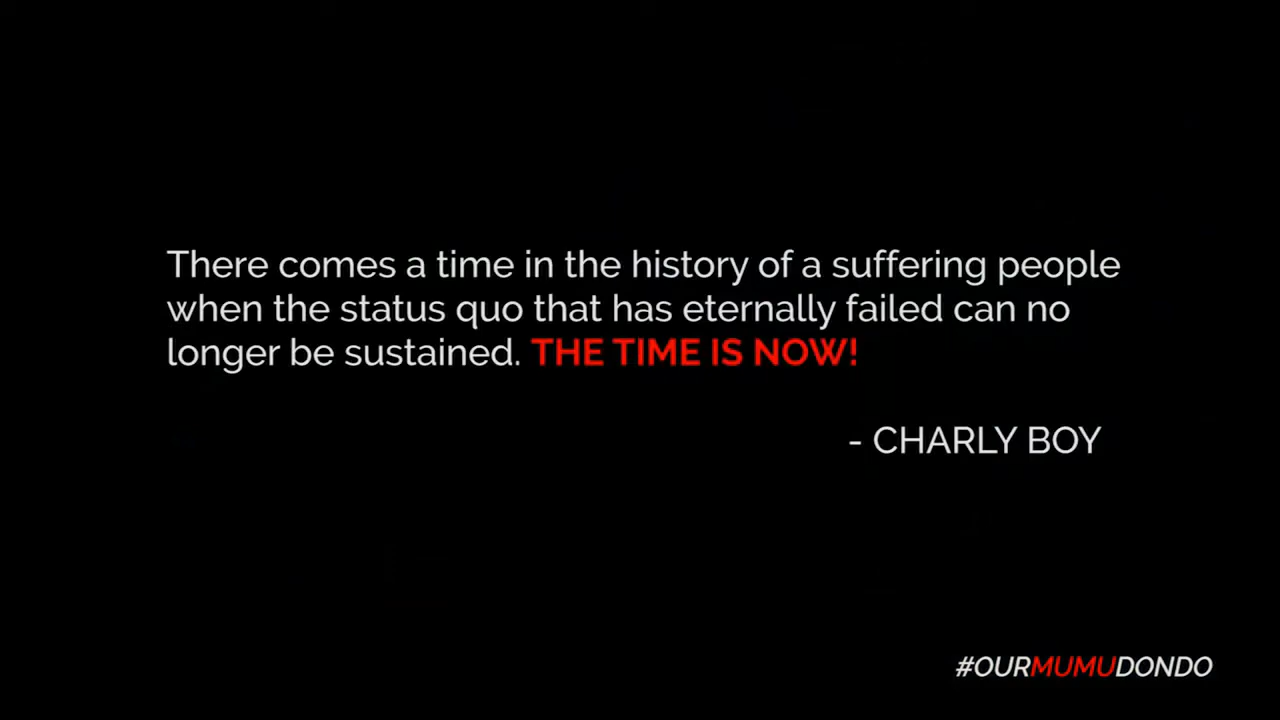 There comes a time in the history of a suffering people
when the status quo that has eternally failed can no
longer be sustained. THE TIME IS NOW!
- CHARLY BOY
#OURMUMUDONDO